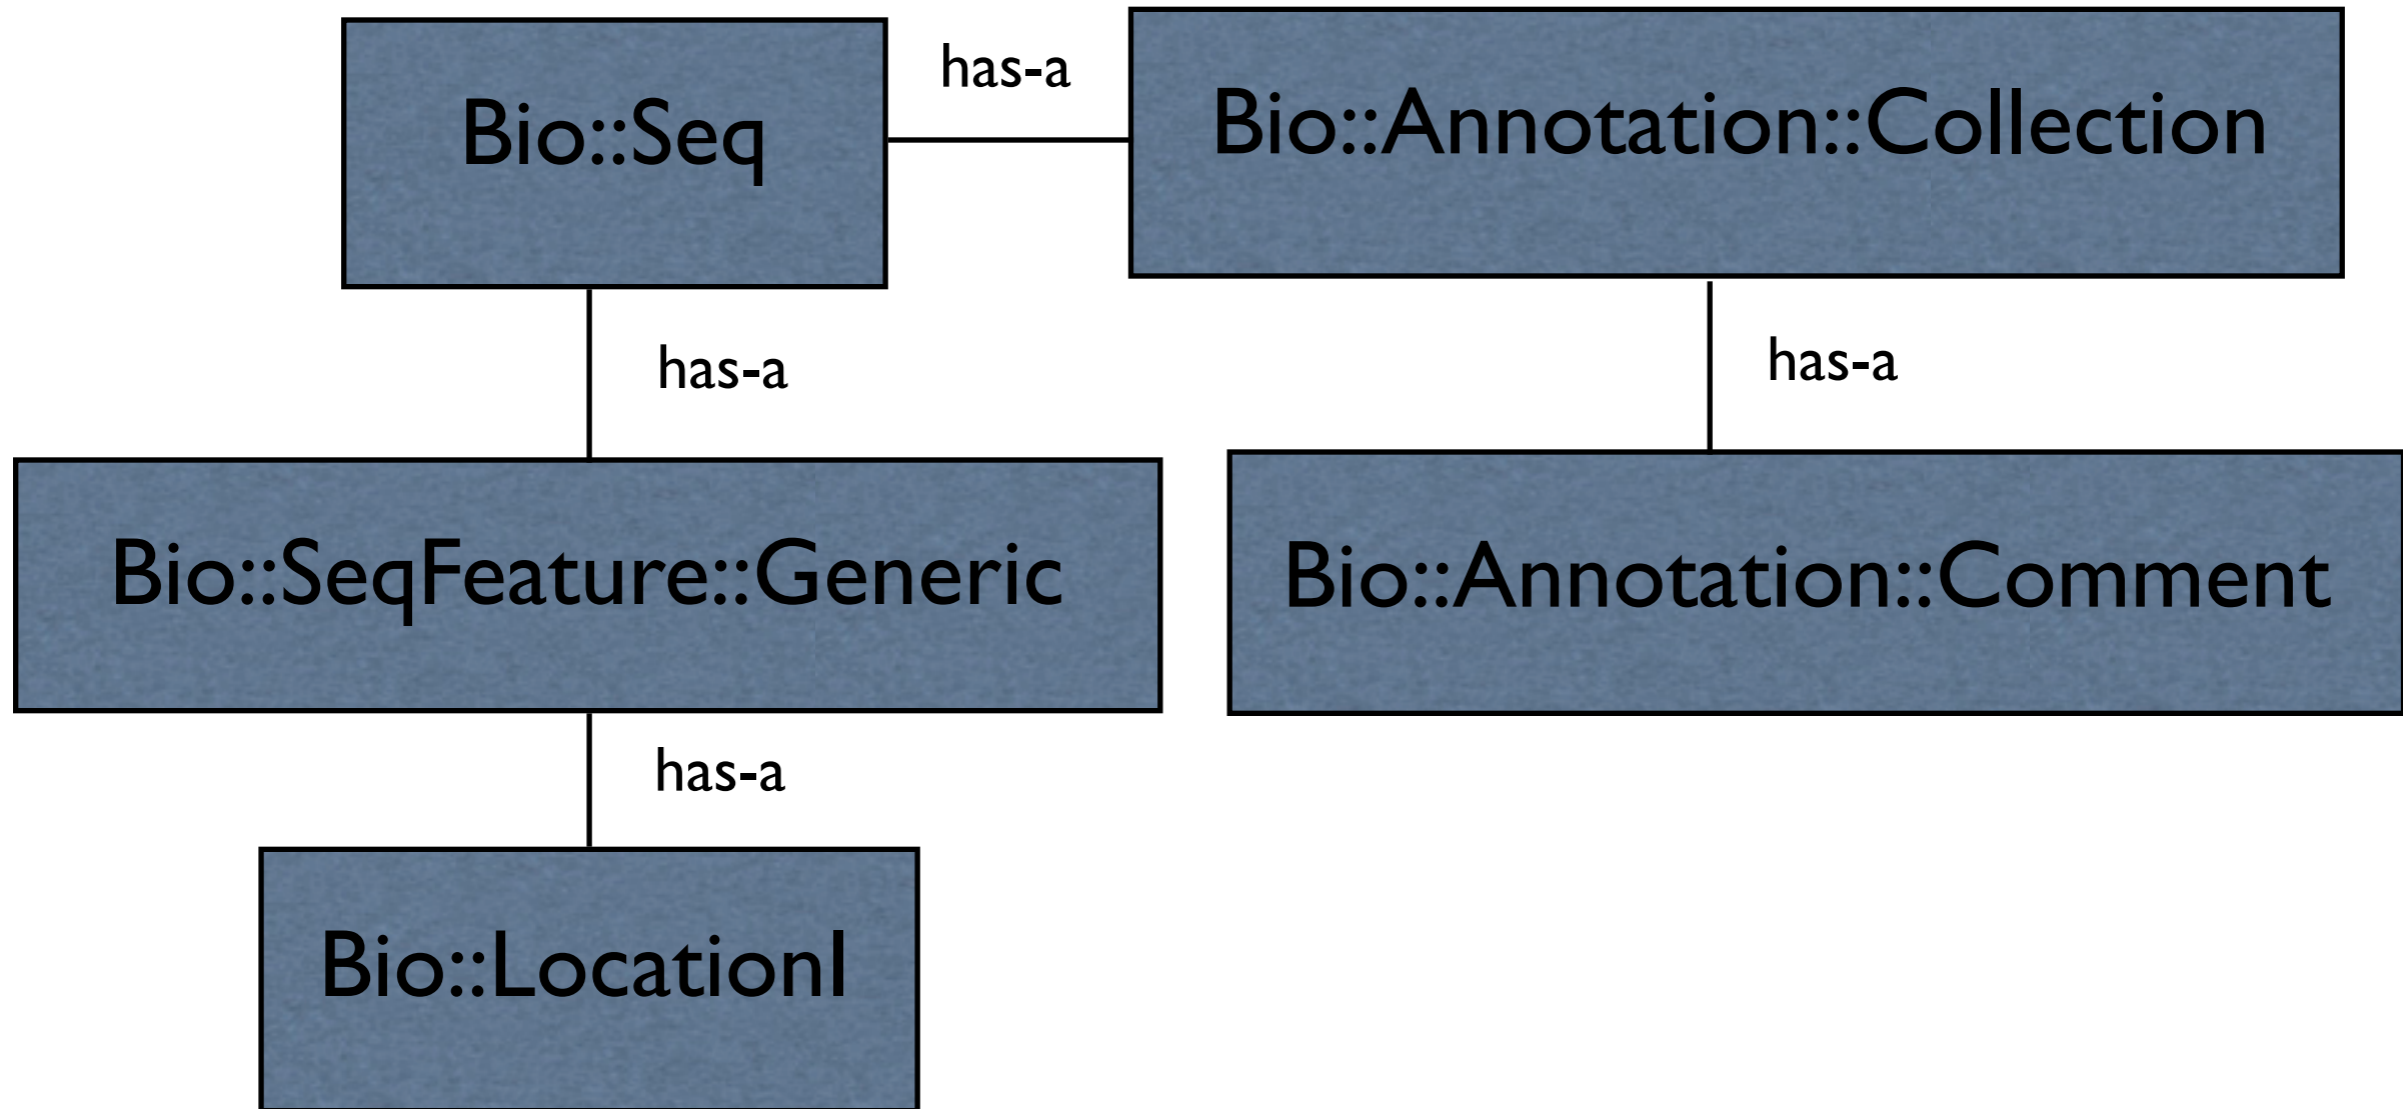 Bio::Seq
has-a
Bio::Annotation::Collection
has-a
has-a
Bio::SeqFeature::Generic
Bio::Annotation::Comment
has-a
Bio::LocationI